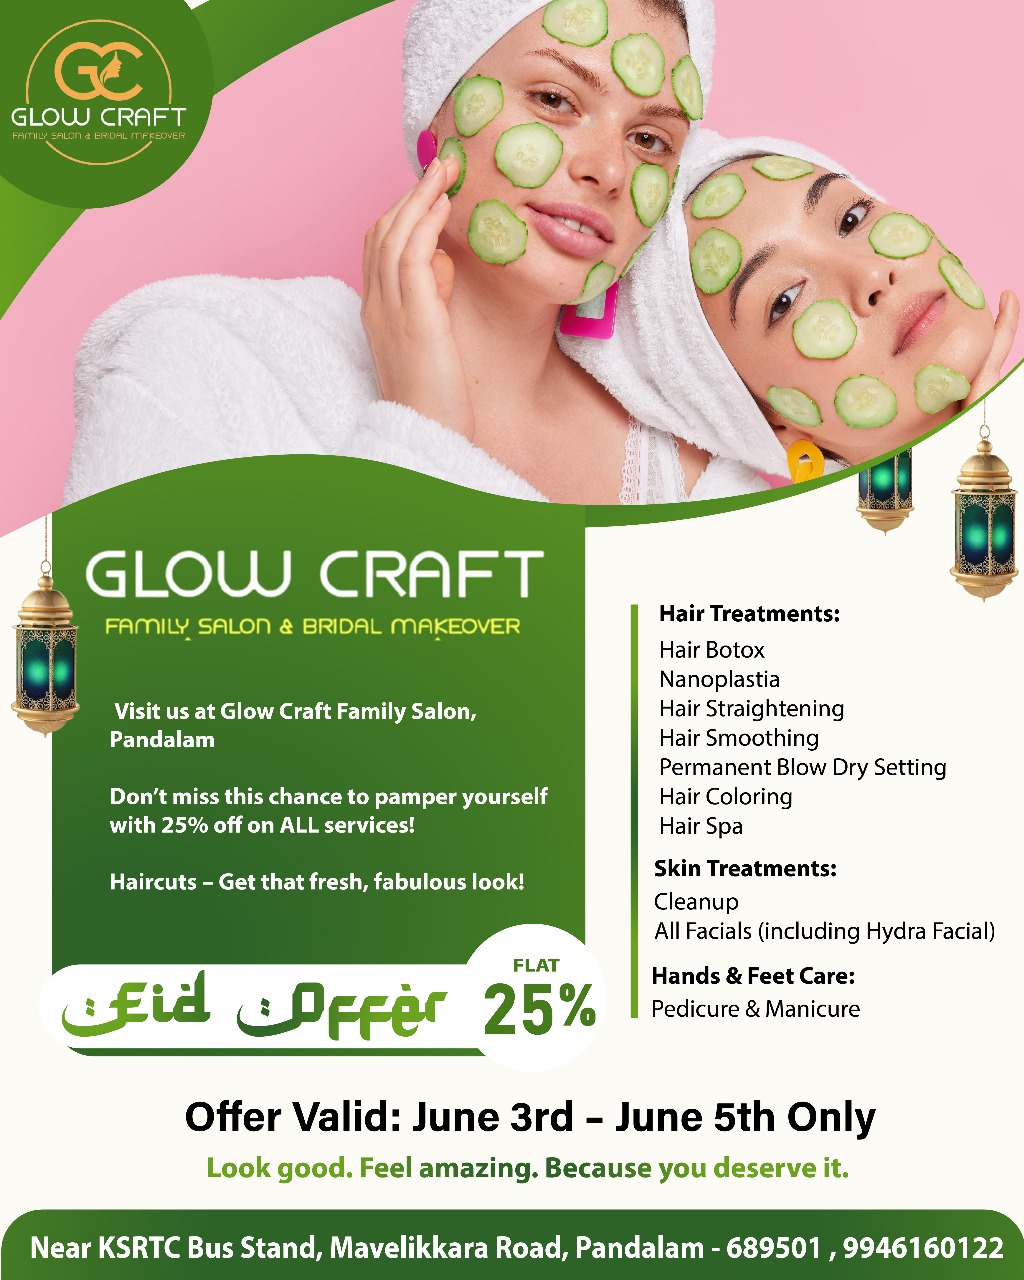 GC
GLOW CRAFT
FAMILY SALON & BRIDAL MAKEOVER
GLOW CRAFT
FAMILY SALON & BRIDAL MAKEOVER
Visit us at Glow Craft Family Salon,
Pandalam
Don’t miss this chance to pamper yourself
with 25% off on ALL services!
Haircuts – Get that fresh, fabulous look!
Eid Offer
FLAT
25%
Hair Treatments:
Hair Botox
Nanoplastia
Hair Straightening
Hair Smoothing
Permanent Blow Dry Setting
Hair Coloring
Hair Spa
Skin Treatments:
Cleanup
All Facials (including Hydra Facial)
Hands & Feet Care:
Pedicure & Manicure
Offer Valid: June 3rd – June 5th Only
Look good. Feel amazing. Because you deserve it.
Near KSRTC Bus Stand, Mavelikkara Road, Pandalam - 689501 , 9946160122